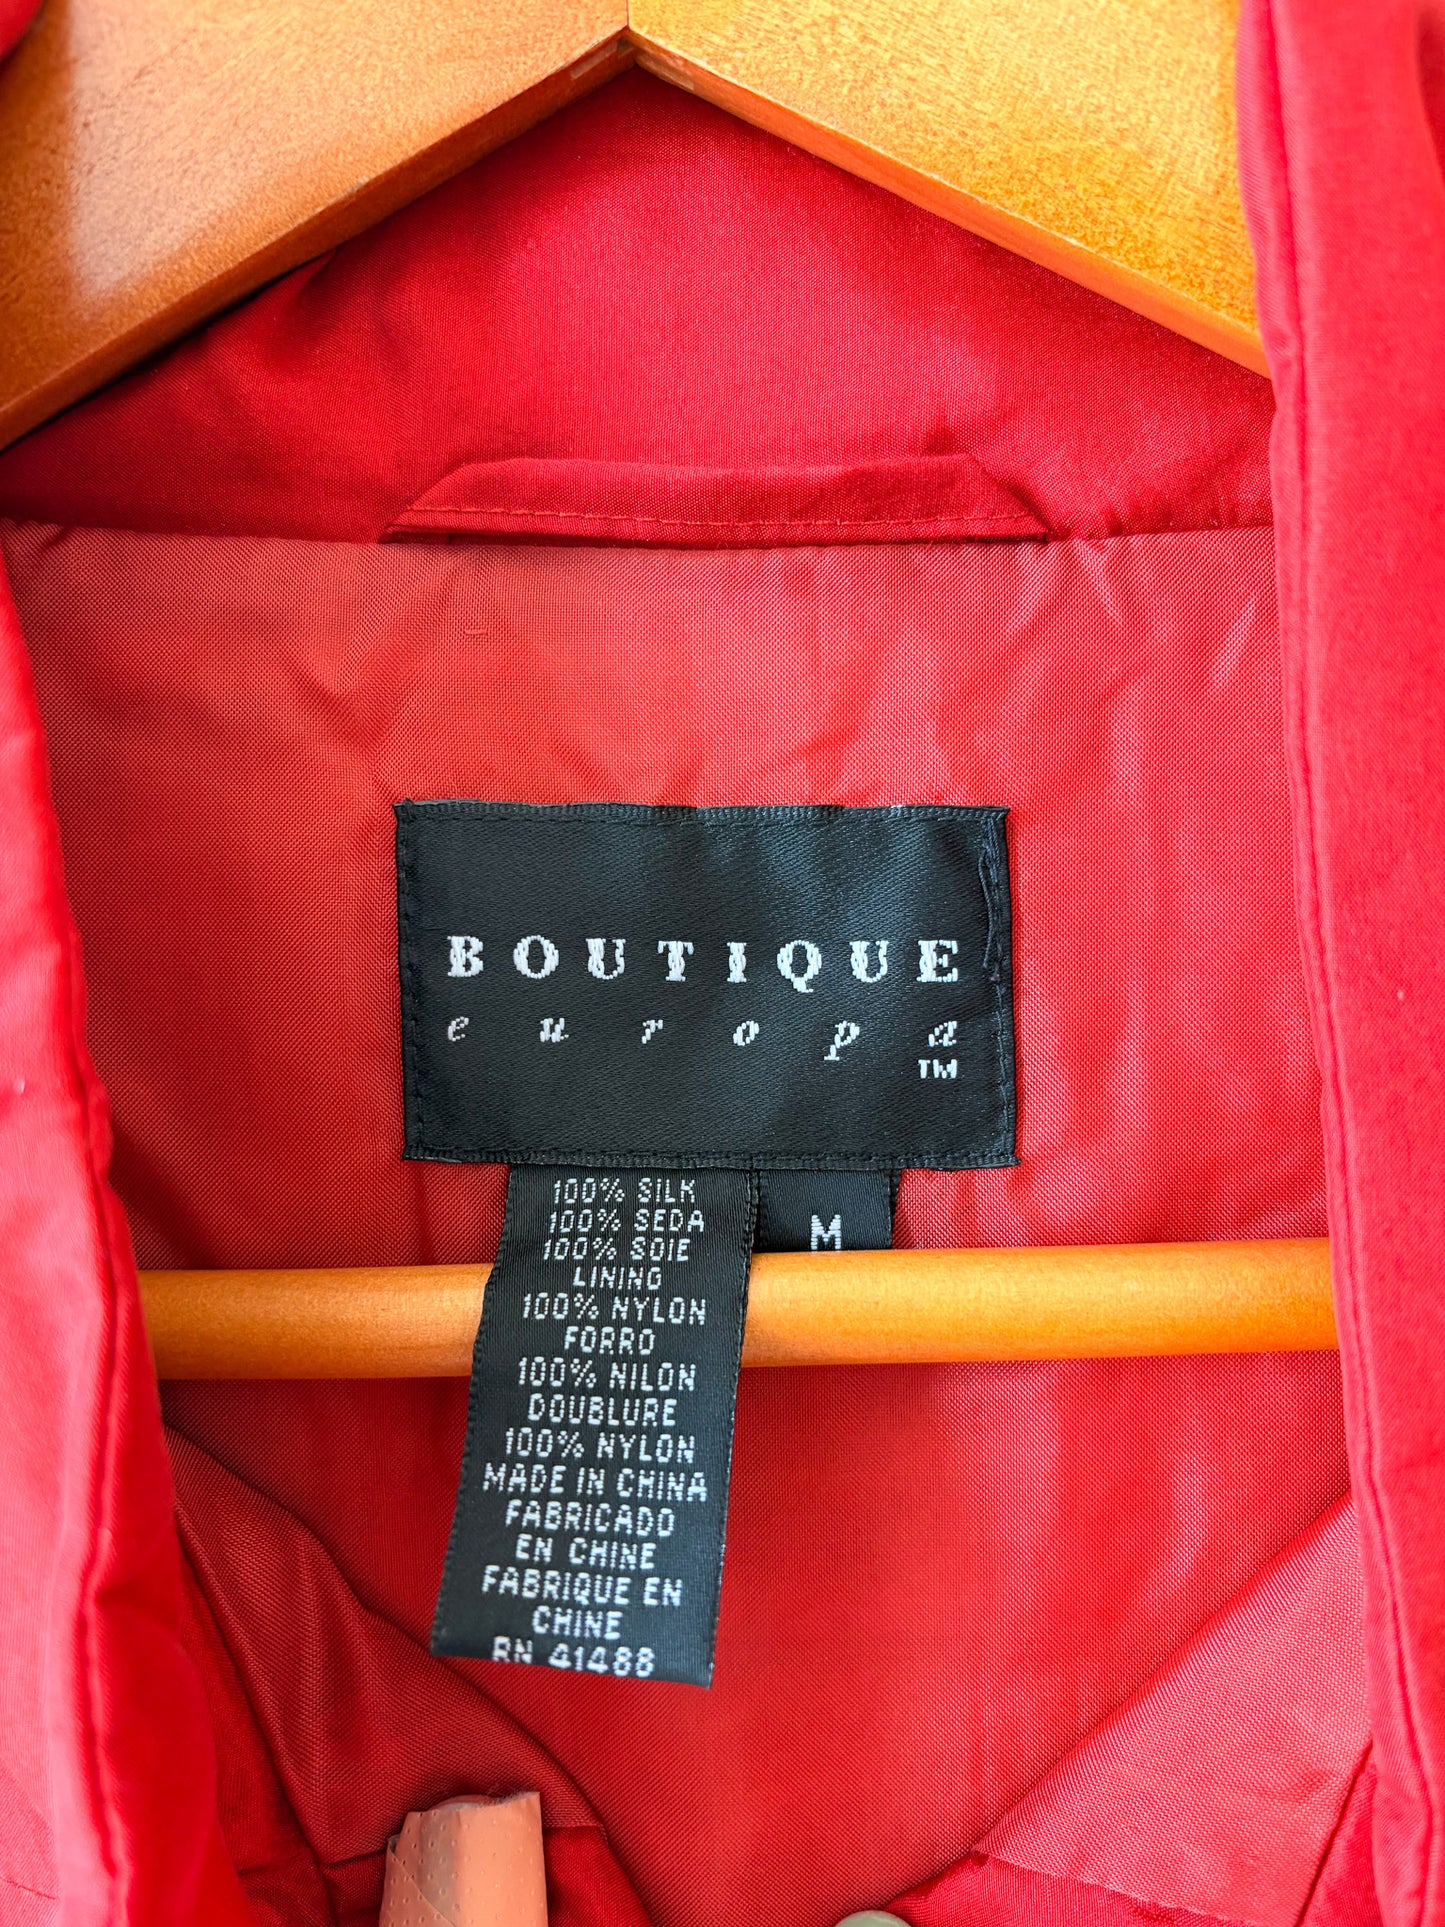 BOUTIQUE
europa
TM
100% SILK
100% SEDA
100% SOIE
LINING
100% NYLON
FORRO
100% NILON
DOUBLURE
100% NYLON
MADE IN CHINA
FABRICADO
EN CHINE
FABRIQUE EN
CHINE
RN 41488
M